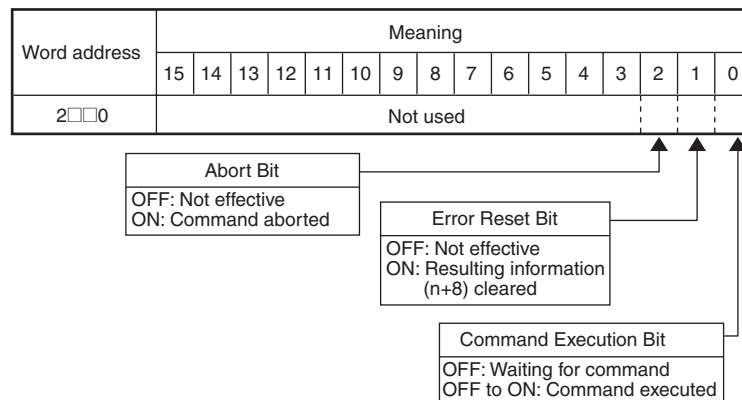 Word address
Meaning
15 14 13 12 11 10 9 8 7 6 5 4 3 2 1 0
2□□0
Not used
Abort Bit
OFF: Not effective
ON: Command aborted
Error Reset Bit
OFF: Not effective
ON: Resulting information
(n+8) cleared
Command Execution Bit
OFF: Waiting for command
OFF to ON: Command executed